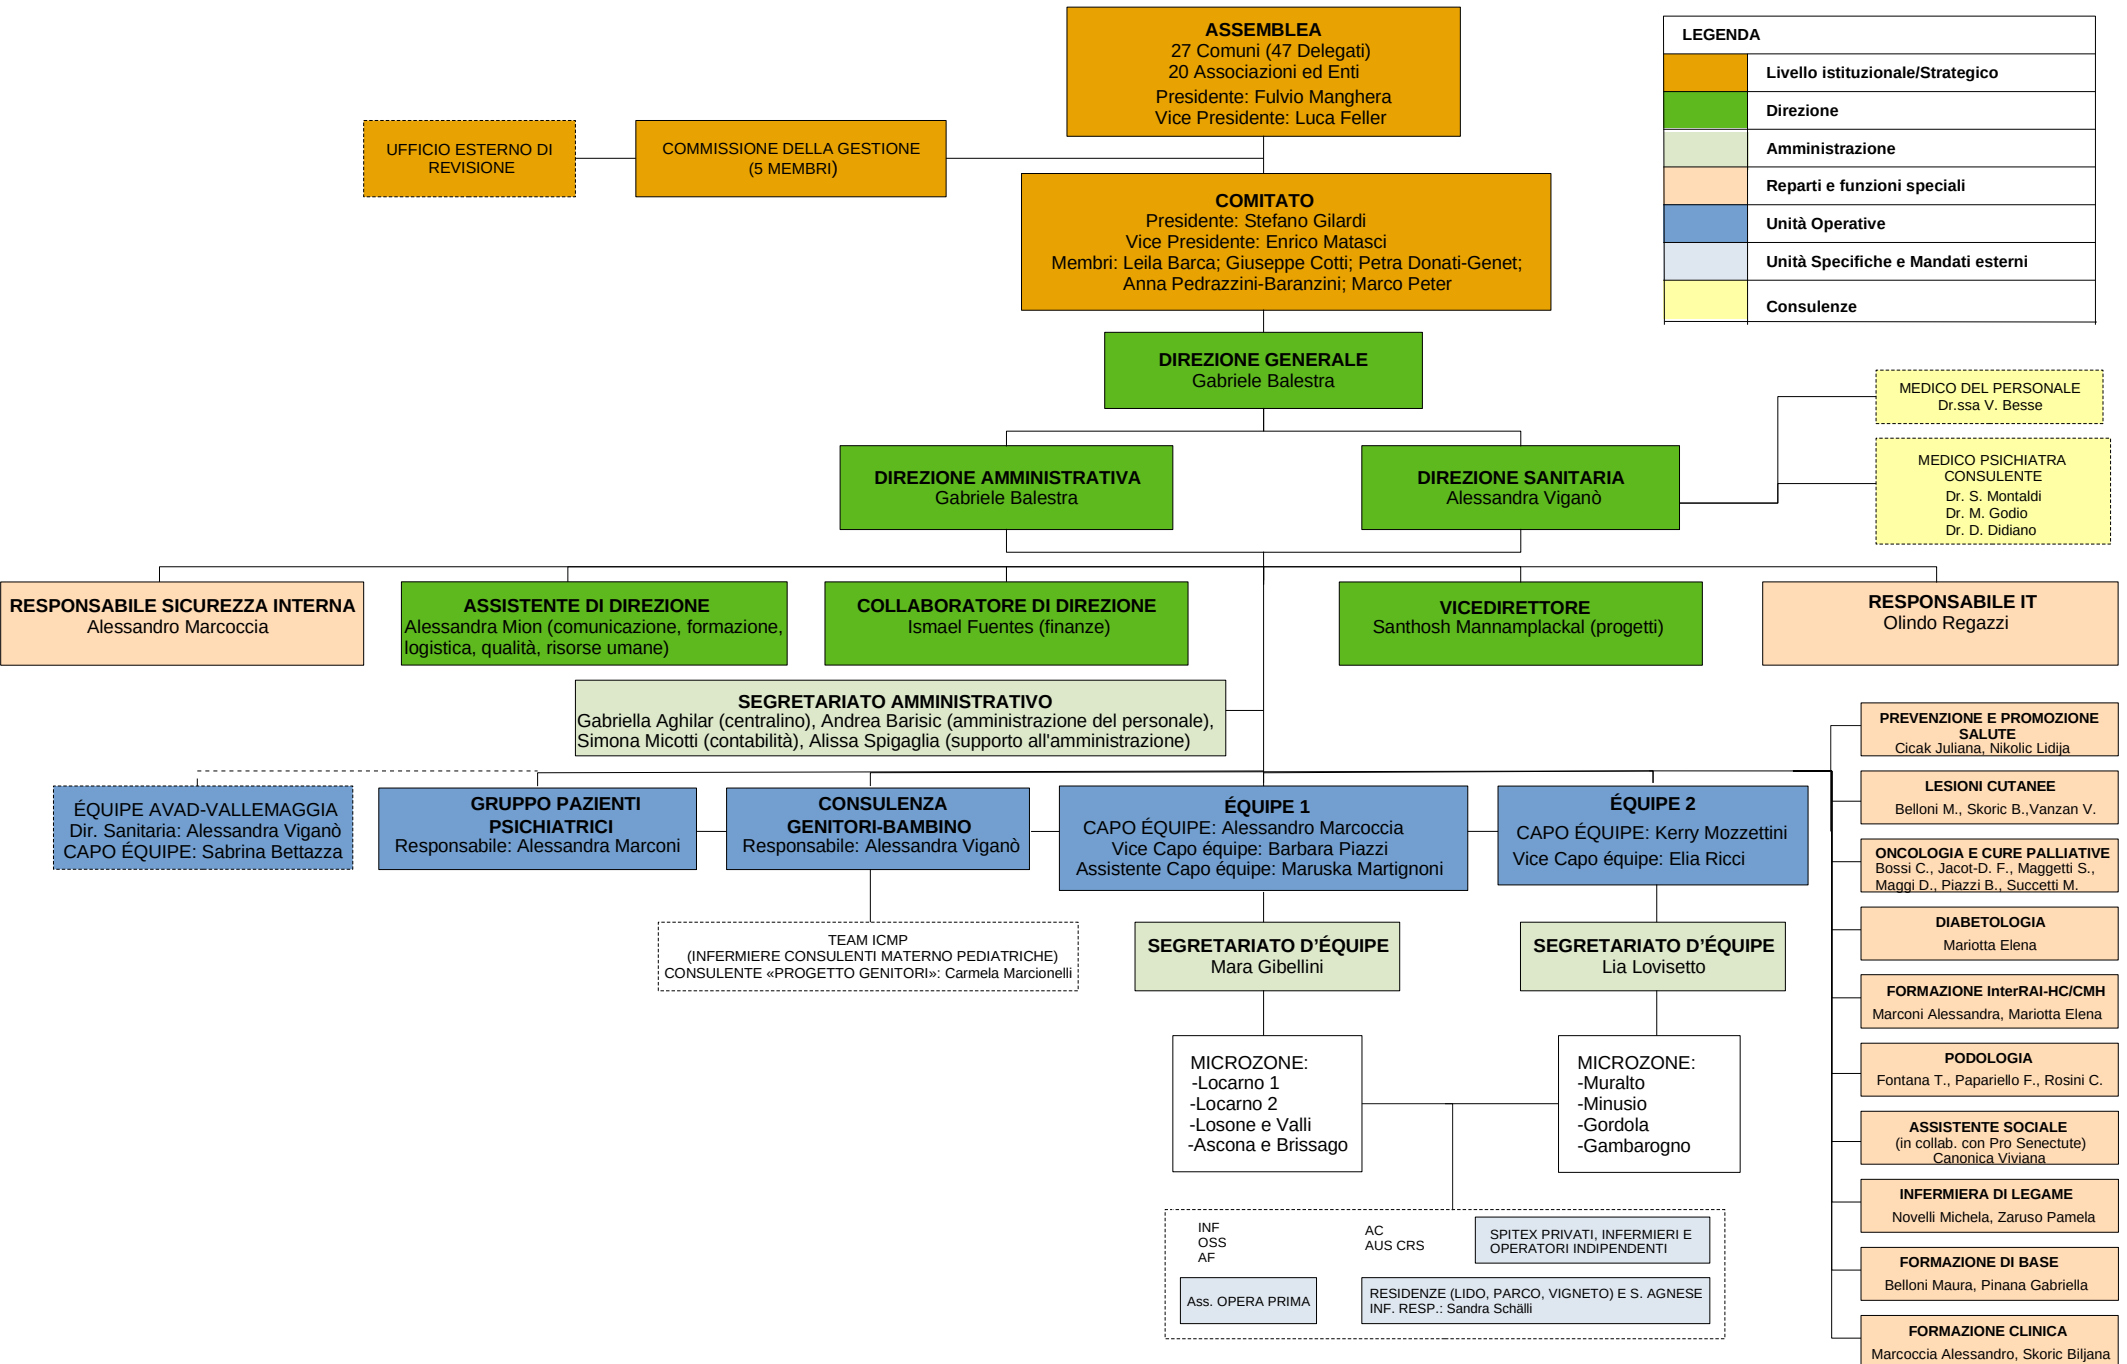 ASSEMBLEA
27 Comuni (47 Delegati)
20 Associazioni ed Enti
Presidente: Fulvio Manghera
Vice Presidente: Luca Feller
LEGENDA
Livello istituzionale/Strategico
Direzione
Amministrazione
Reparti e funzioni speciali
Unità Operative
Unità Specifiche e Mandati esterni
Consulenze
UFFICIO ESTERNO DI
REVISIONE
COMMISSIONE DELLA GESTIONE
(5 MEMBRI)
COMITATO
Presidente: Stefano Gilardi
Vice Presidente: Enrico Matasci
Membri: Leila Barca; Giuseppe Cotti; Petra Donati-Genet;
Anna Pedrazzini-Baranzini; Marco Peter
DIREZIONE GENERALE
Gabriele Balestra
MEDICO DEL PERSONALE
Dr.ssa V. Besse
DIREZIONE AMMINISTRATIVA
Gabriele Balestra
DIREZIONE SANITARIA
Alessandra Viganò
MEDICO PSICHIATRA
CONSULENTE
Dr. S. Montaldi
Dr. M. Godio
Dr. D. Didiano
RESPONSABILE SICUREZZA INTERNA
Alessandro Marcoccia
ASSISTENTE DI DIREZIONE
Alessandra Mion (comunicazione, formazione,
logistica, qualità, risorse umane)
COLLABORATORE DI DIREZIONE
Ismael Fuentes (finanze)
VICEDIRETTORE
Santhosh Mannamplackal (progetti)
RESPONSABILE IT
Olindo Regazzi
SEGRETARIATO AMMINISTRATIVO
Gabriella Aghilar (centralino), Andrea Barisic (amministrazione del personale),
Simona Micotti (contabilità), Alissa Spigaglia (supporto all'amministrazione)
ÉQUIPE AVAD-VALLEMAGGIA
Dir. Sanitaria: Alessandra Viganò
CAPO ÉQUIPE: Sabrina Bettazza
GRUPPO PAZIENTI
PSICHIATRICI
Responsabile: Alessandra Marconi
CONSULENZA
GENITORI-BAMBINO
Responsabile: Alessandra Viganò
ÉQUIPE 1
CAPO ÉQUIPE: Alessandro Marcoccia
Vice Capo équipe: Barbara Piazzi
Assistente Capo équipe: Maruska Martignoni
ÉQUIPE 2
CAPO ÉQUIPE: Kerry Mozzettini
Vice Capo équipe: Elia Ricci
TEAM ICMP
(INFERMIERE CONSULENTI MATERNO PEDIATRICHE)
CONSULENTE «PROGETTO GENITORI»: Carmela Marcionelli
SEGRETARIATO D’ÉQUIPE
Mara Gibellini
SEGRETARIATO D’ÉQUIPE
Lia Lovisetto
MICROZONE:
-Locarno 1
-Locarno 2
-Losone e Valli
-Ascona e Brissago
MICROZONE:
-Muralto
-Minusio
-Gordola
-Gambarogno
INF
OSS
AF
AC
AUS CRS
SPITEX PRIVATI, INFERMIERI E
OPERATORI INDIPENDENTI
Ass. OPERA PRIMA
RESIDENZE (LIDO, PARCO, VIGNETO) E S. AGNESE
INF. RESP.: Sandra Schälli
PREVENZIONE E PROMOZIONE
SALUTE
Cicak Juliana, Nikolic Lidija
LESIONI CUTANEE
Belloni M., Skoric B.,Vanzan V.
ONCOLOGIA E CURE PALLIATIVE
Bossi C., Jacot-D. F., Maggetti S.,
Maggi D., Piazzi B., Succetti M.
DIABETOLOGIA
Mariotta Elena
FORMAZIONE InterRAI-HC/CMH
Marconi Alessandra, Mariotta Elena
PODOLOGIA
Fontana T., Papariello F., Rosini C.
ASSISTENTE SOCIALE
(in collab. con Pro Senectute)
Canonica Viviana
INFERMIERA DI LEGAME
Novelli Michela, Zaruso Pamela
FORMAZIONE DI BASE
Belloni Maura, Pinana Gabriella
FORMAZIONE CLINICA
Marcoccia Alessandro, Skoric Biljana